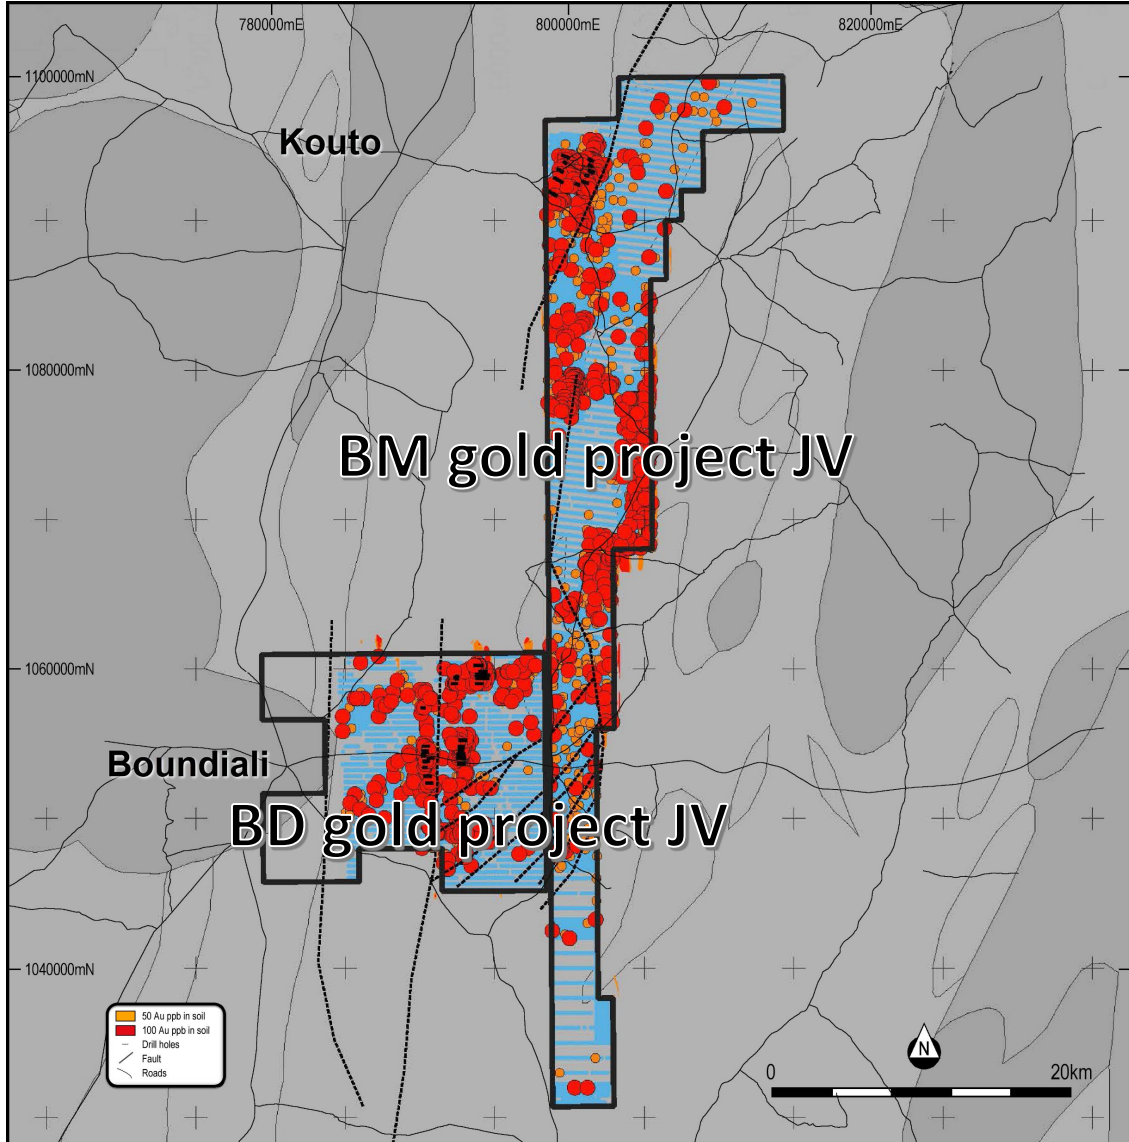 780000mE
800000mE
820000mE
1100000mN
Kouto
1080000mN
BM gold project JV
1060000mN
Boundiali
BD gold project JV
1040000mN
50 Au ppb in soil
100 Au ppb in soil
Drill holes
Fault
Roads
N
0
20km